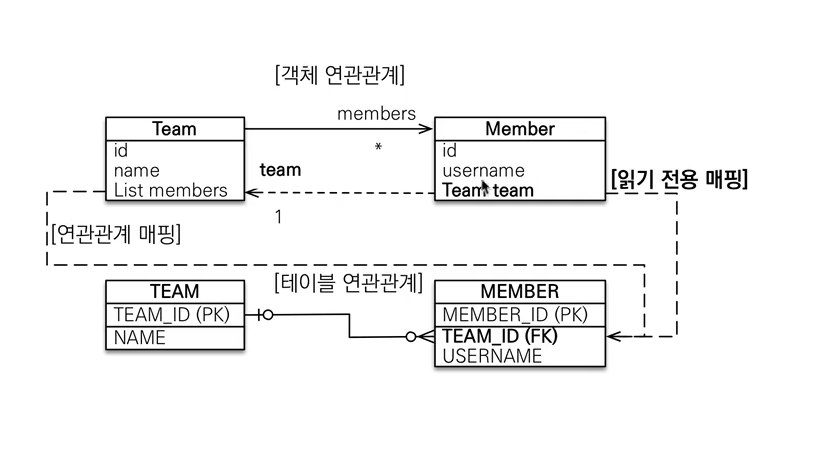 [객체 연관관계]
members
*
Team
id
name
List members
team
1
Member
id
username
Team team
[읽기 전용 매핑]
[연관관계 매핑]
[테이블 연관관계]
TEAM
TEAM_ID (PK)
NAME
MEMBER
MEMBER_ID (PK)
TEAM_ID (FK)
USERNAME